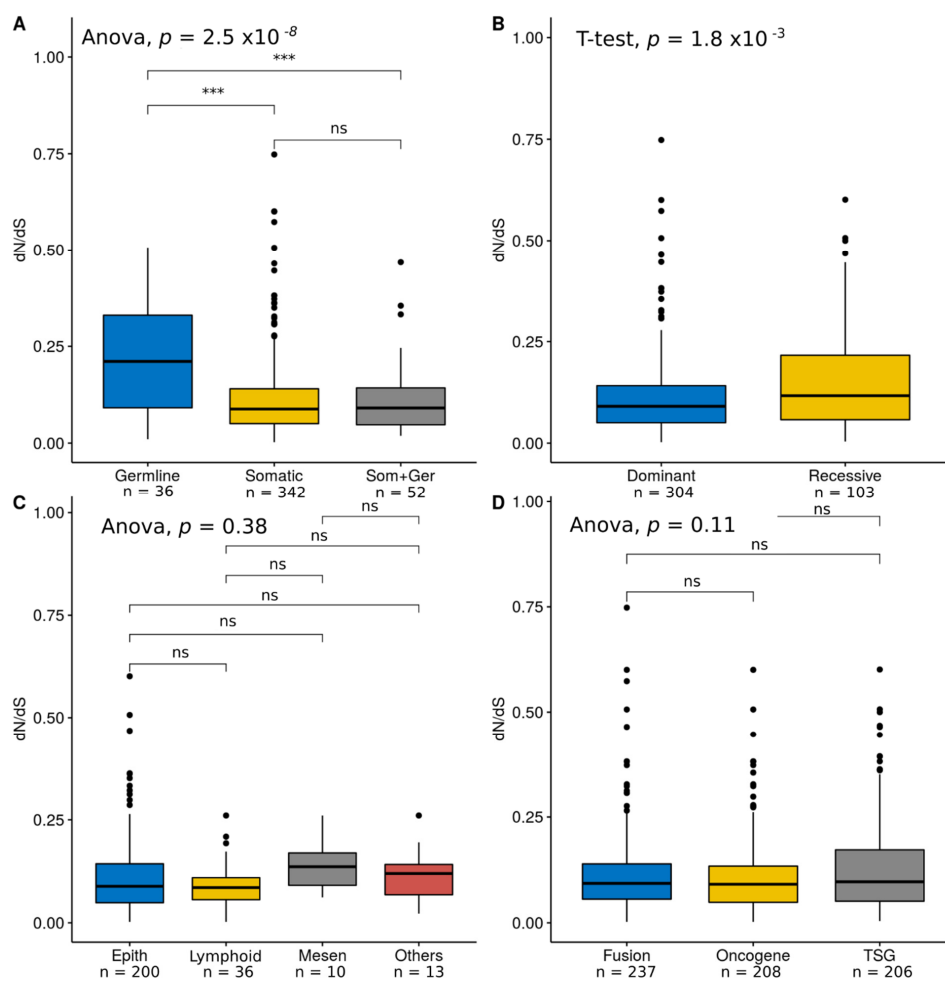 A
Anova, p = 2.5 x10⁻⁸
***
***
ns
1.00
0.75
0.50
0.25
0.00
dN/dS
Germline Somatic Som+Ger
n = 36 n = 342 n = 52
B
T-test, p = 1.8 x10⁻³
1.00
0.75
0.50
0.25
0.00
dN/dS
Dominant Recessive
n = 304 n = 103
C
Anova, p = 0.38
ns
ns
ns
ns
ns
ns
1.00
0.75
0.50
0.25
0.00
dN/dS
Epith Lymphoid Mesen Others
n = 200 n = 36 n = 10 n = 13
D
Anova, p = 0.11
ns
ns
ns
1.00
0.75
0.50
0.25
0.00
dN/dS
Fusion Oncogene TSG
n = 237 n = 208 n = 206